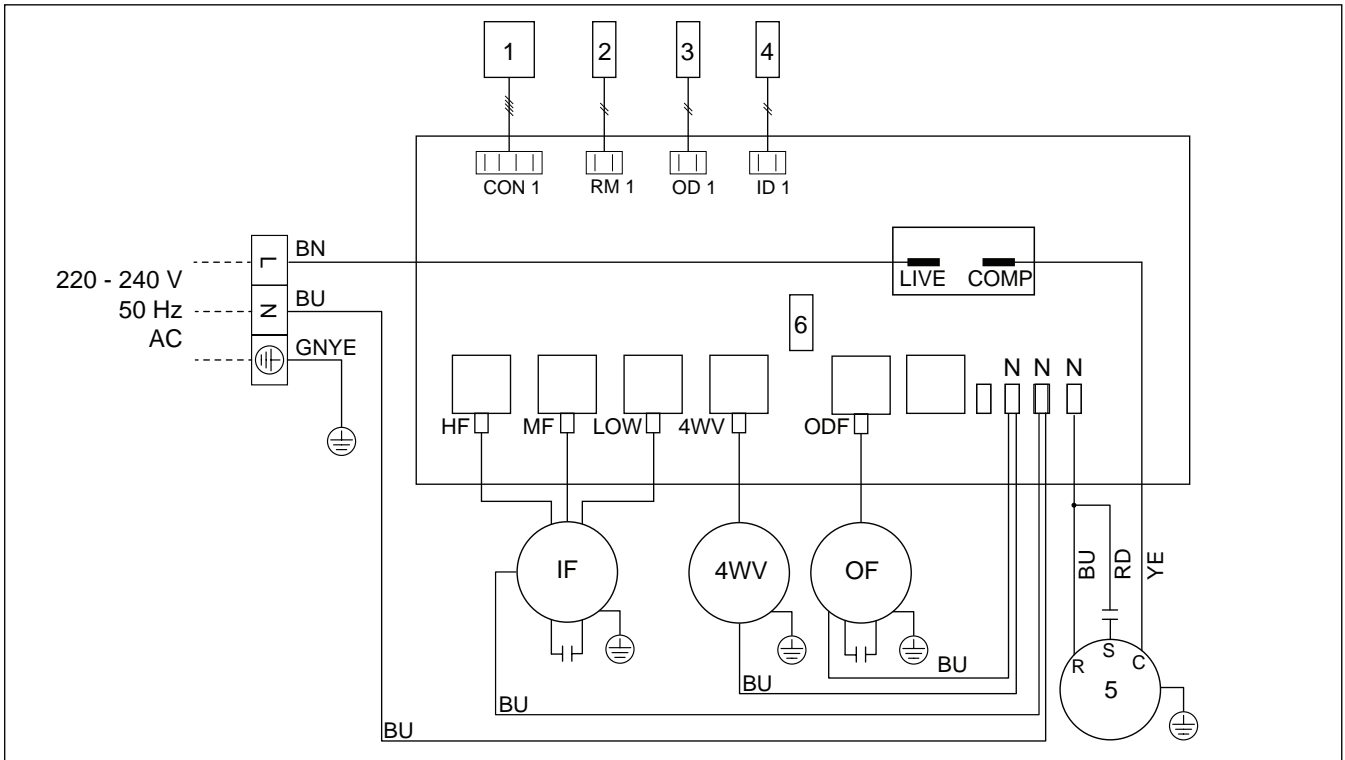 1
2
3
4
CON 1
RM 1
OD 1
ID 1
220 - 240 V
50 Hz
AC
L
N
BN
BU
GNYE
LIVE
COMP
6
HF
MF
LOW
4WV
ODF
N
N
N
IF
4WV
OF
BU
RD
YE
R
S
C
5
BU
BU
BU
BU